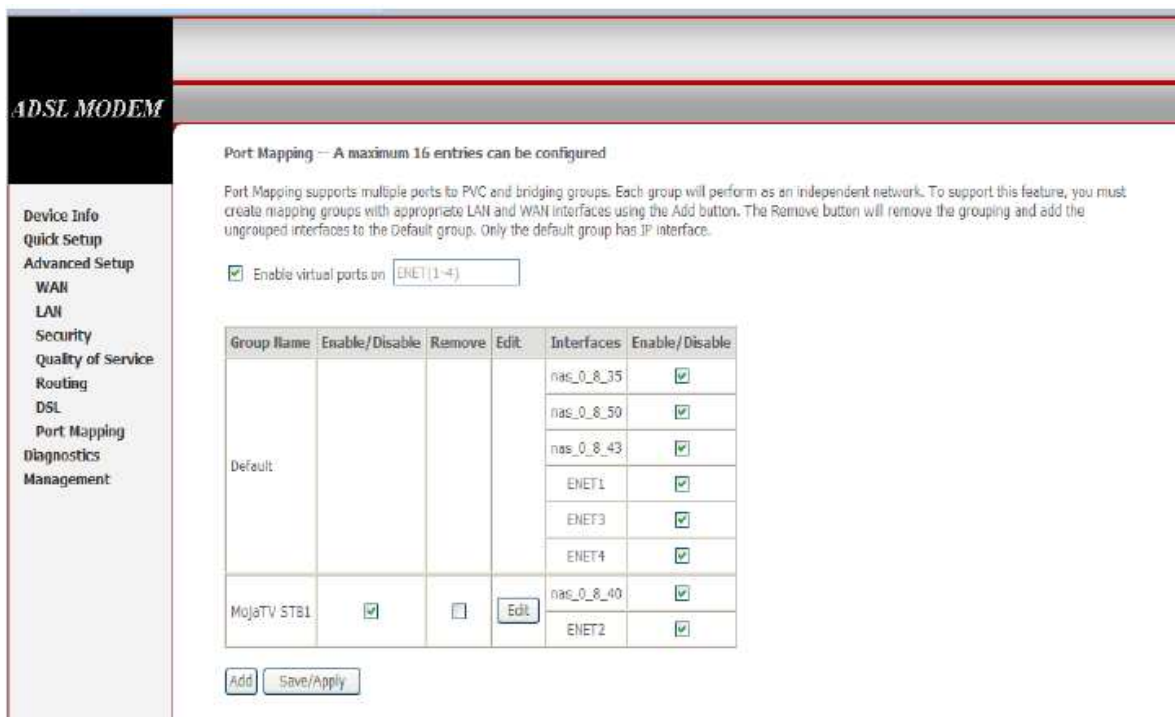 ADSL MODEM
Device Info
Quick Setup
Advanced Setup
WAN
LAN
Security
Quality of Service
Routing
DSL
Port Mapping
Diagnostics
Management
Port Mapping -- A maximum 16 entries can be configured
Port Mapping supports multiple ports to PVC and bridging groups. Each group will perform as an independent network. To support this feature, you must
create mapping groups with appropriate LAN and WAN interfaces using the Add button. The Remove button will remove the grouping and add the
ungrouped interfaces to the Default group. Only the default group has IP interface.
Enable virtual ports on ENET(1-4)
Group Name Enable/Disable Remove Edit Interfaces Enable/Disable
Default
nas_0_8_35
nas_0_8_50
nas_0_8_43
ENET1
ENET3
ENET4
MojaTV STB1 Edit
nas_0_8_40
ENET2
Add Save/Apply